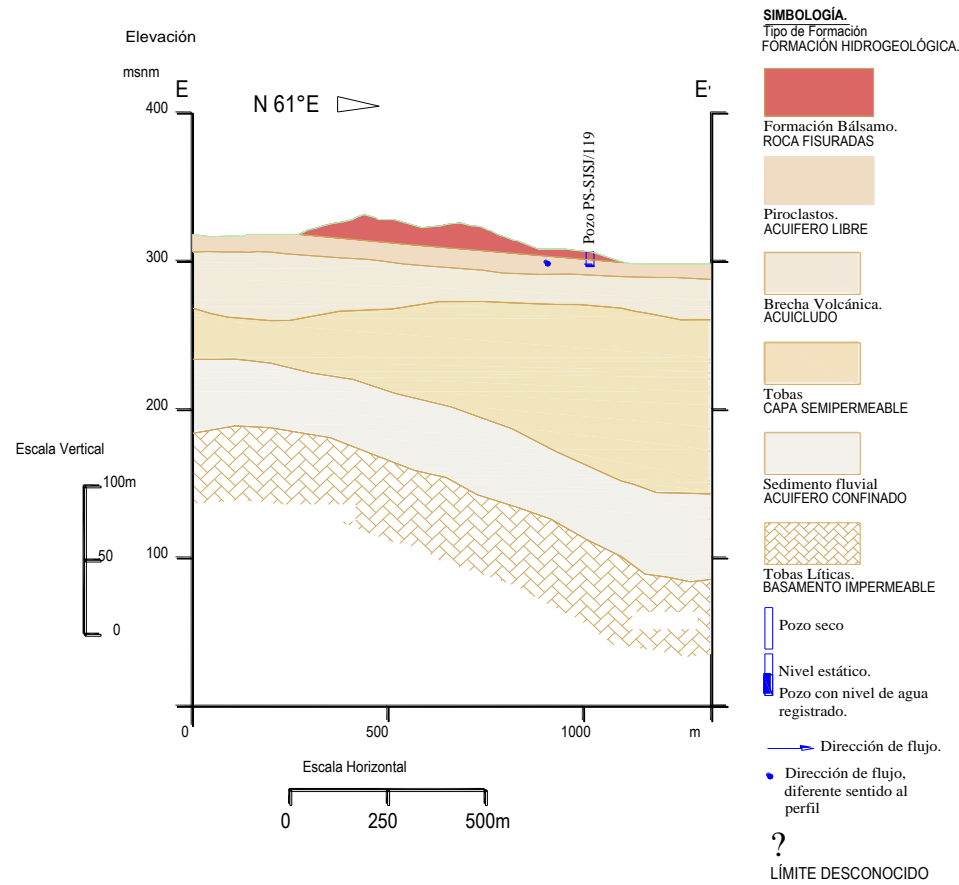 Elevación
msnm
E
E'
N 61°E
400
300
200
100
Pozo PS-SJSJ/119
Escala Vertical
100m
50
0
0
500
1000
m
Escala Horizontal
0
250
500m
SIMBOLOGÍA.
Tipo de Formación
FORMACIÓN HIDROGEOLÓGICA.
Formación Bálsamo.
ROCA FISURADAS
Piroclastos.
ACUIFERO LIBRE
Brecha Volcánica.
ACUICLUDO
Tobas
CAPA SEMIPERMEABLE
Sedimento fluvial
ACUIFERO CONFINADO
Tobas Líticas.
BASAMENTO IMPERMEABLE
Pozo seco
Nivel estático.
Pozo con nivel de agua
registrado.
Dirección de flujo.
Dirección de flujo,
diferente sentido al
perfil
?
LÍMITE DESCONOCIDO